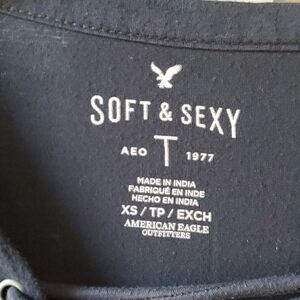 SOFT & SEXY
AEO T 1977
MADE IN INDIA
FABRIQUÉ EN INDE
HECHO EN INDIA
XS / TP / EXCH
AMERICAN EAGLE
OUTFITTERS